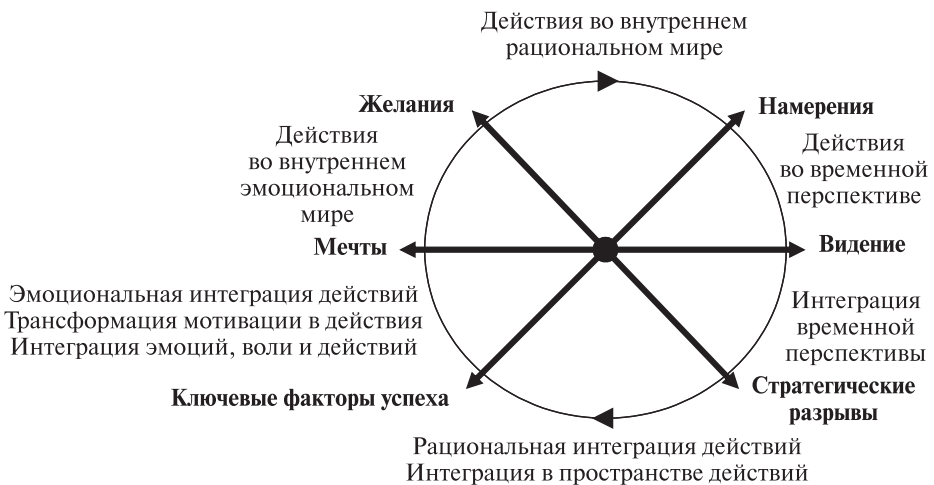 Действия во внутреннем
рациональном мире
Желания
Намерения
Действия
во внутреннем
эмоциональном
мире
Действия
во временной
перспективе
Мечты
Видение
Эмоциональная интеграция действий
Трансформация мотивации в действия
Интеграция эмоций, воли и действий
Интеграция
временной
перспективы
Ключевые факторы успеха
Стратегические
разрывы
Рациональная интеграция действий
Интеграция в пространстве действий